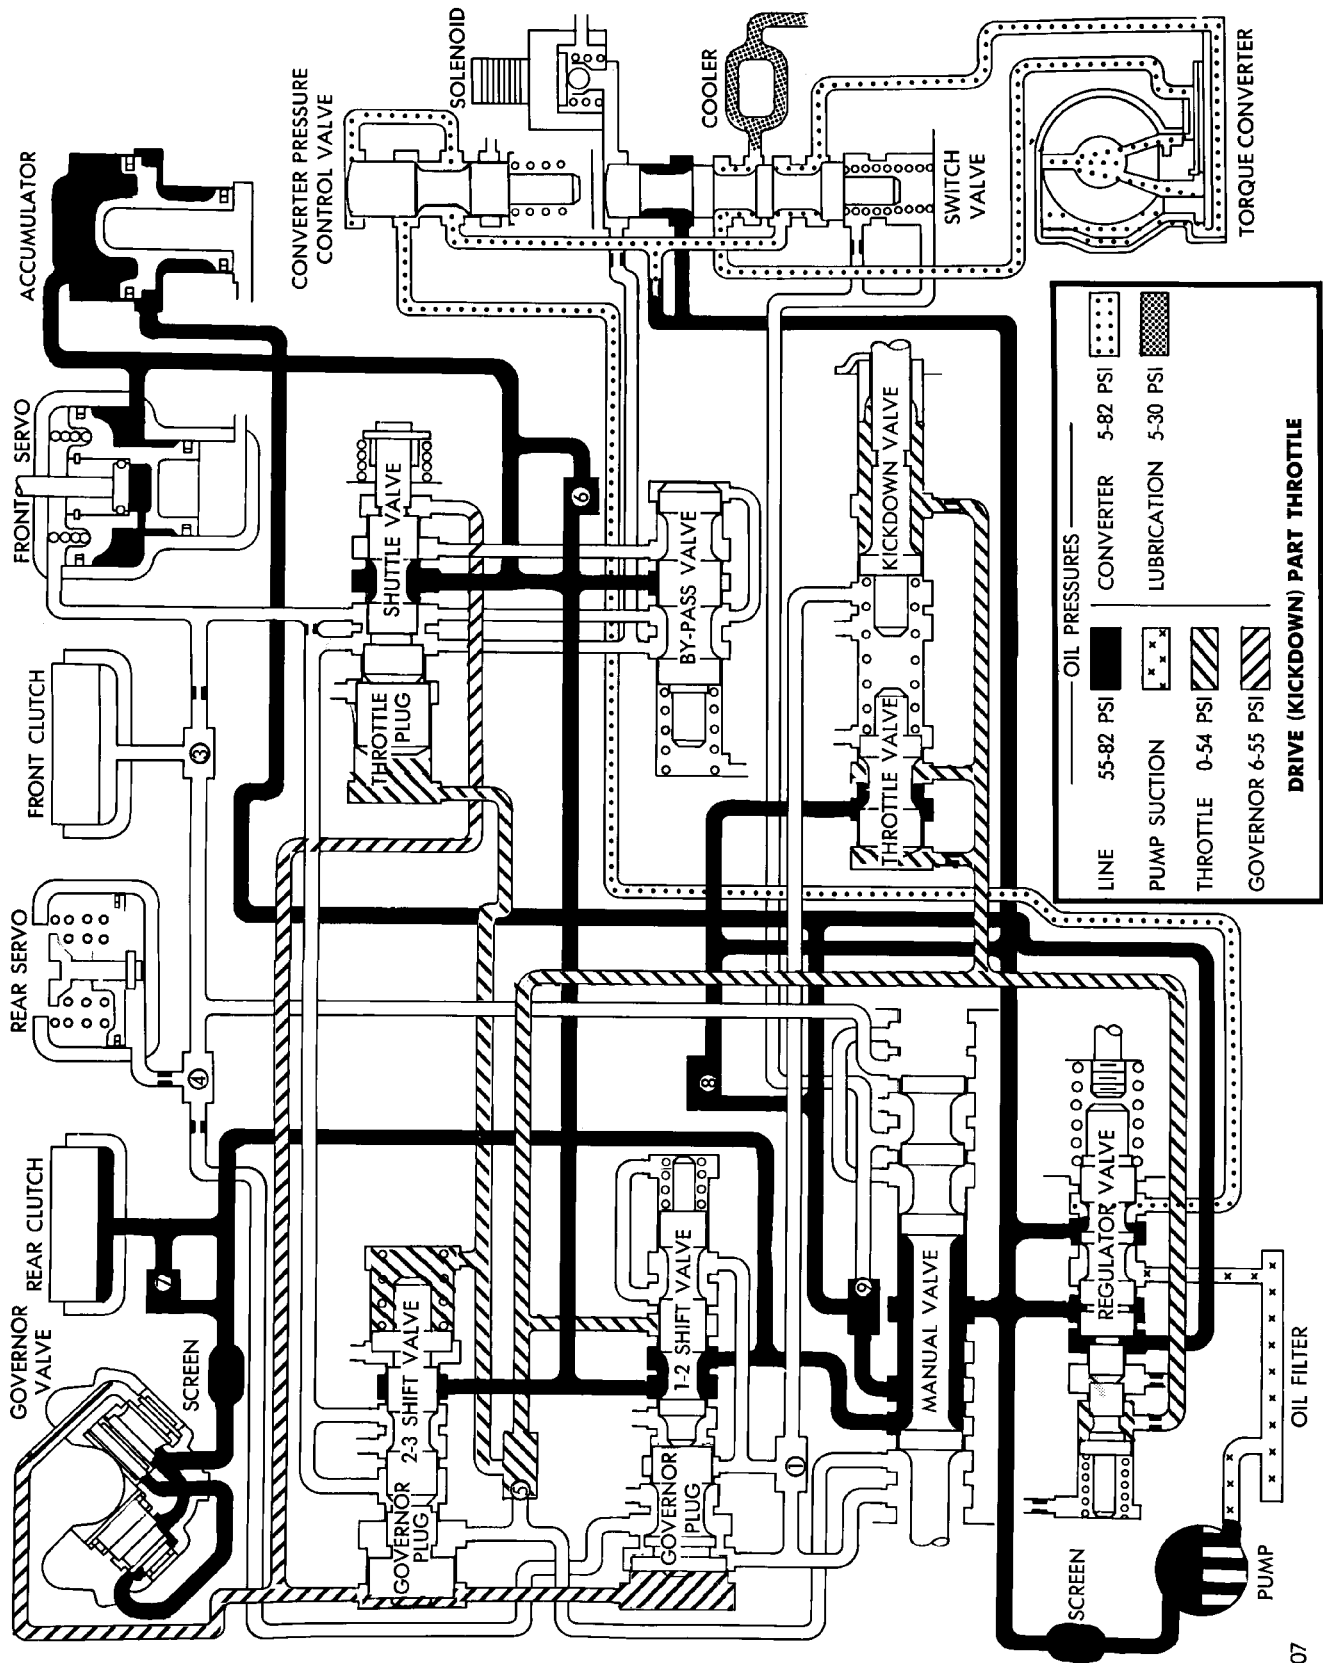 GOVERNOR
VALVE
REAR CLUTCH
REAR SERVO
FRONT CLUTCH
FRONT SERVO
ACCUMULATOR
SCREEN
7
4
3
CONVERTER PRESSURE
CONTROL VALVE
SOLENOID
GOVERNOR
PLUG
2-3 SHIFT VALVE
THROTTLE
PLUG
SHUTTLE VALVE
6
5
GOVERNOR
PLUG
1-2 SHIFT VALVE
8
BY-PASS VALVE
COOLER
1
9
MANUAL VALVE
THROTTLE VALVE
KICKDOWN VALVE
SWITCH
VALVE
SCREEN
REGULATOR VALVE
PUMP
OIL FILTER
TORQUE CONVERTER
OIL PRESSURES
LINE 55-82 PSI
CONVERTER 5-82 PSI
PUMP SUCTION
LUBRICATION 5-30 PSI
THROTTLE 0-54 PSI
GOVERNOR 6-55 PSI
DRIVE (KICKDOWN) PART THROTTLE
07